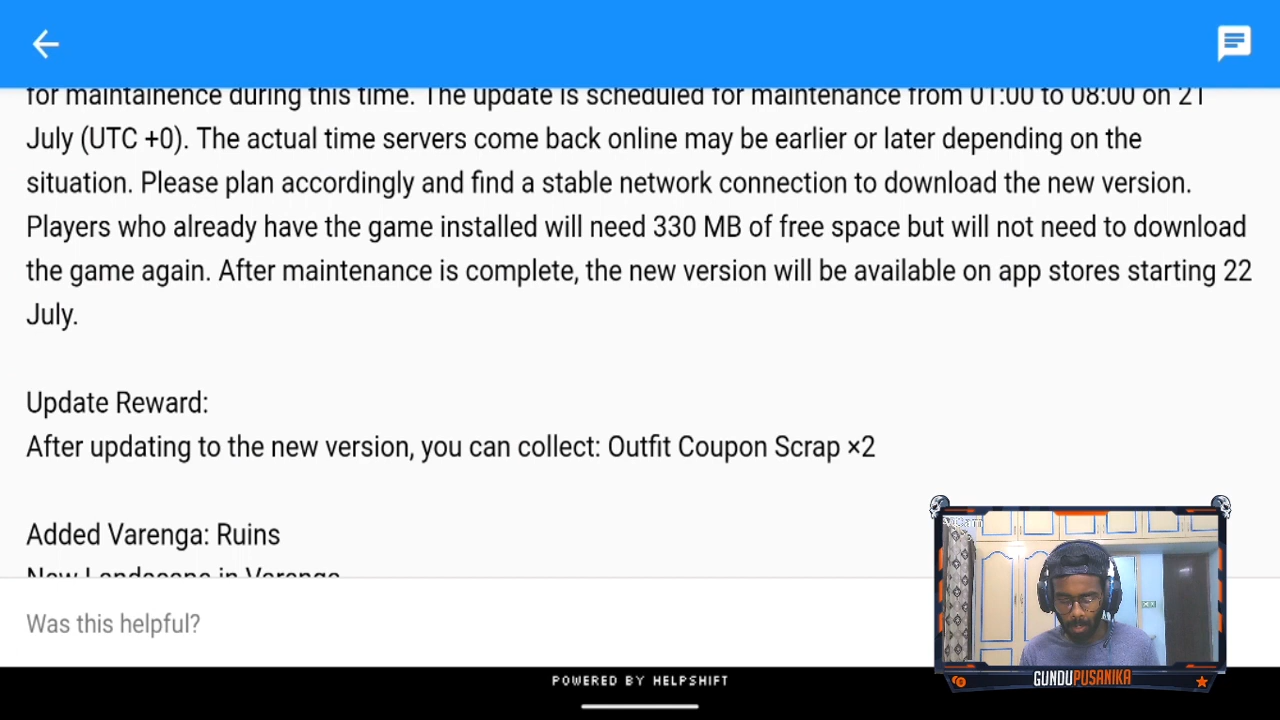 for maintainence during this time. The update is scheduled for maintenance from 01:00 to 08:00 on 21
July (UTC +0). The actual time servers come back online may be earlier or later depending on the
situation. Please plan accordingly and find a stable network connection to download the new version.
Players who already have the game installed will need 330 MB of free space but will not need to download
the game again. After maintenance is complete, the new version will be available on app stores starting 22
July.
Update Reward:
After updating to the new version, you can collect: Outfit Coupon Scrap ×2
Added Varenga: Ruins
New Landscape in Varenga
Was this helpful?
POWERED BY HELPSHIFT
GUNDUPUSANIKA